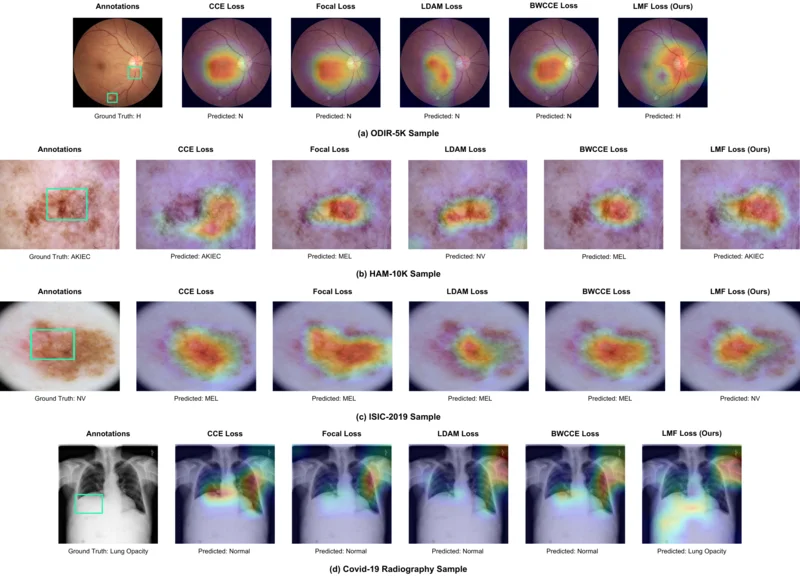 Annotations CCE Loss Focal Loss LDAM Loss BWCCE Loss LMF Loss (Ours)
Ground Truth: H Predicted: N Predicted: N Predicted: N Predicted: N Predicted: H
(a) ODIR-5K Sample
Annotations CCE Loss Focal Loss LDAM Loss BWCCE Loss LMF Loss (Ours)
Ground Truth: AKIEC Predicted: AKIEC Predicted: MEL Predicted: NV Predicted: MEL Predicted: AKIEC
(b) HAM-10K Sample
Annotations CCE Loss Focal Loss LDAM Loss BWCCE Loss LMF Loss (Ours)
Ground Truth: NV Predicted: MEL Predicted: MEL Predicted: MEL Predicted: MEL Predicted: NV
(c) ISIC-2019 Sample
Annotations CCE Loss Focal Loss LDAM Loss BWCCE Loss LMF Loss (Ours)
Ground Truth: Lung Opacity Predicted: Normal Predicted: Normal Predicted: Normal Predicted: Normal Predicted: Lung Opacity
(d) Covid-19 Radiography Sample